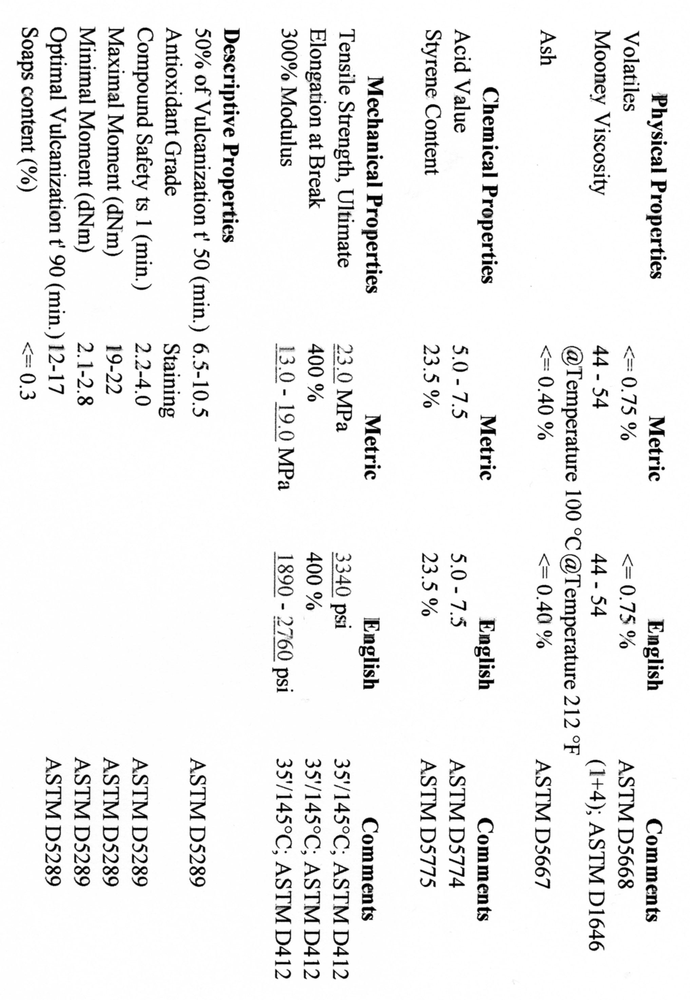 Physical Properties Metric English Comments
Volatiles <= 0.75 % <= 0.75 % ASTM D5668
Mooney Viscosity 44 - 54 44 - 54 (1+4); ASTM D1646
@Temperature 100 °C @Temperature 212 °F
Ash <= 0.40 % <= 0.40 % ASTM D5667
Chemical Properties Metric English Comments
Acid Value 5.0 - 7.5 5.0 - 7.5 ASTM D5774
Styrene Content 23.5 % 23.5 % ASTM D5775
Mechanical Properties Metric English Comments
Tensile Strength, Ultimate 23.0 MPa 3340 psi 35'/145°C; ASTM D412
Elongation at Break 400 % 400 % 35'/145°C; ASTM D412
300% Modulus 13.0 - 19.0 MPa 1890 - 2760 psi 35'/145°C; ASTM D412
Descriptive Properties
50% of Vulcanization t' 50 (min.) 6.5-10.5 ASTM D5289
Antioxidant Grade Staining
Compound Safety ts 1 (min.) 2.2-4.0 ASTM D5289
Maximal Moment (dNm) 19-22 ASTM D5289
Minimal Moment (dNm) 2.1-2.8 ASTM D5289
Optimal Vulcanization t' 90 (min.) 12-17 ASTM D5289
Soaps content (%) <= 0.3